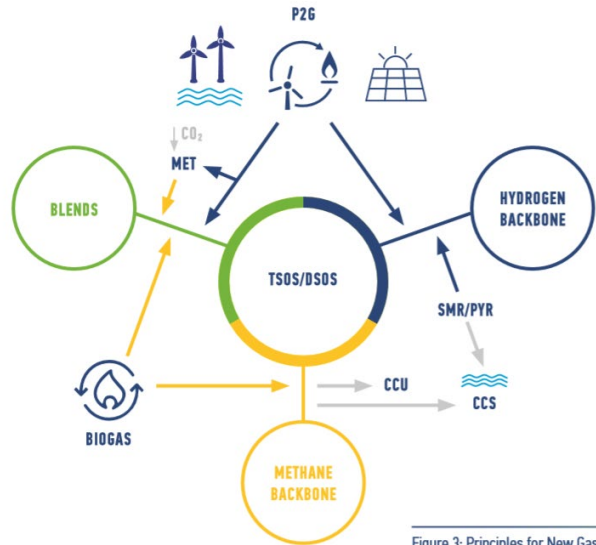 P2G
CO₂
MET
BLENDS
HYDROGEN
BACKBONE
TSOS/DSOS
SMR/PYR
CCU
CCS
BIOGAS
METHANE
BACKBONE
Figure 3: Principles for New Gas